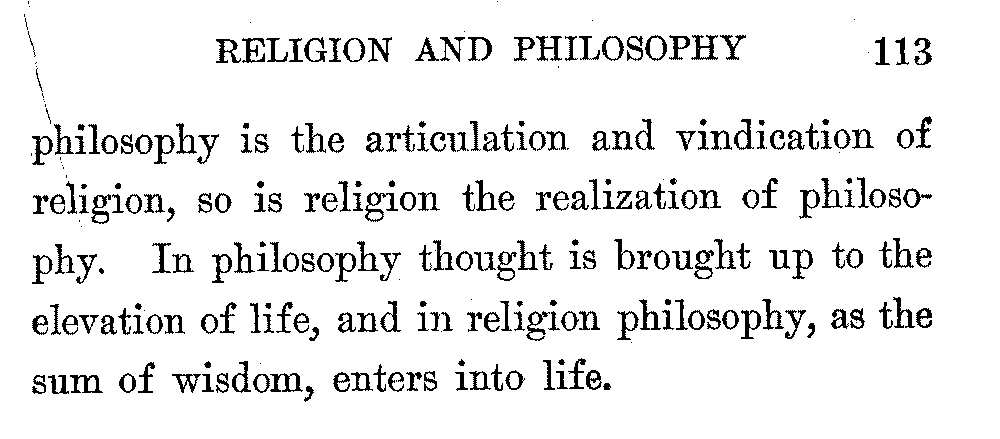 RELIGION AND PHILOSOPHY 113
philosophy is the articulation and vindication of
religion, so is religion the realization of philoso-
phy. In philosophy thought is brought up to the
elevation of life, and in religion philosophy, as the
sum of wisdom, enters into life.